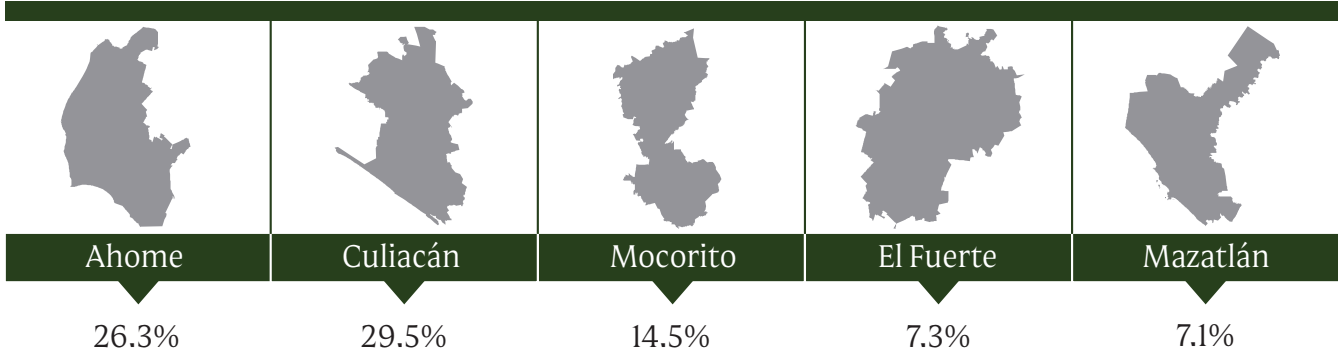 Ahome Culiacán Mocorito El Fuerte Mazatlán
26.3% 29.5% 14.5% 7.3% 7.1%